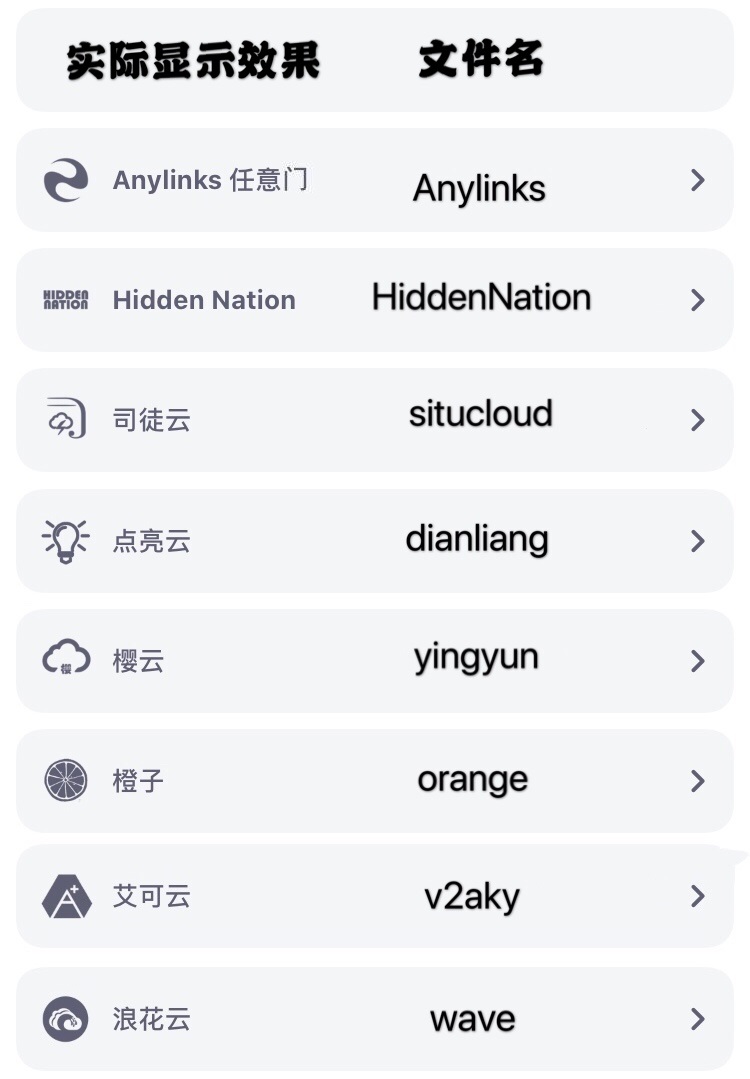 实际显示效果 文件名
Anylinks 任意门 Anylinks
HIDDEN
NATION
Hidden Nation HiddenNation
司徒云 situcloud
点亮云 dianliang
樱
樱云 yingyun
橙子 orange
A+
艾可云 v2aky
浪花云 wave